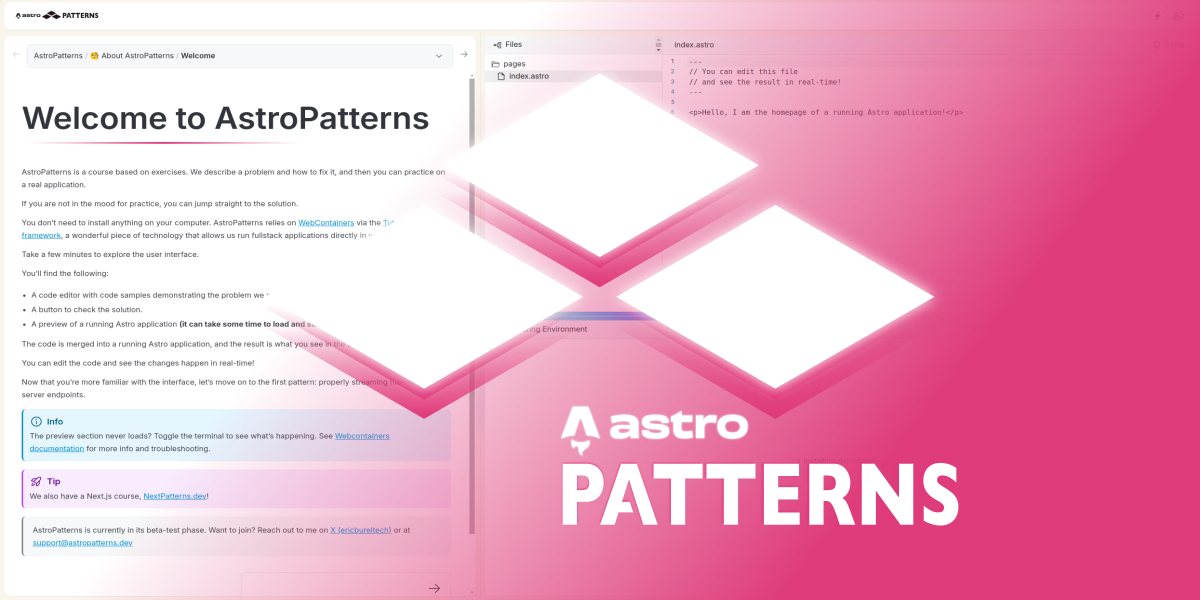 astro PATTERNS
AstroPatterns / 🧐 About AstroPatterns / Welcome
Welcome to AstroPatterns
AstroPatterns is a course based on exercises. We describe a problem and how to fix it, and then you can practice on
a real application.
If you are not in the mood for practice, you can jump straight to the solution.
You don't need to install anything on your computer. AstroPatterns relies on WebContainers via the
framework, a wonderful piece of technology that allows us run fullstack applications directly in
Take a few minutes to explore the user interface.
You'll find the following:
• A code editor with code samples demonstrating the problem we
• A button to check the solution.
• A preview of a running Astro application (it can take some time to load and
The code is merged into a running Astro application, and the result is what you see in the
You can edit the code and see the changes happen in real-time!
Now that you're more familiar with the interface, let's move on to the first pattern: properly streaming
server endpoints.
Info
The preview section never loads? Toggle the terminal to see what's happening. See Webcontainers
documentation for more info and troubleshooting.
Tip
We also have a Next.js course, NextPatterns.dev!
AstroPatterns is currently in its beta-test phase. Want to join? Reach out to me on X (ericbureltech) or at
support@astropatterns.dev
Files
pages
index.astro
index.astro
1 ---
2 // You can edit this file
3 // and see the result in real-time!
4 ---
5
6 <p>Hello, I am the homepage of a running Astro application!</p>
Environment
astro
PATTERNS